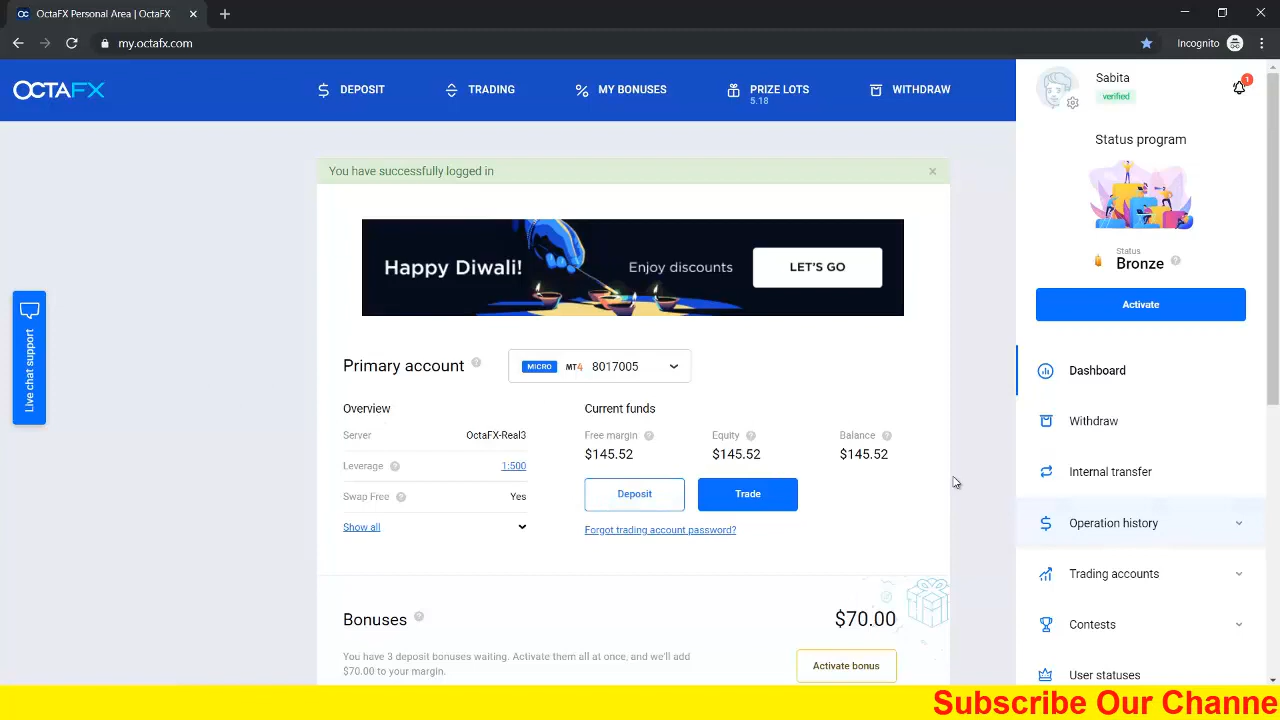 OctaFX Personal Area | OctaFX
my.octafx.com
Incognito
OCTAFX
DEPOSIT
TRADING
MY BONUSES
PRIZE LOTS
5.18
WITHDRAW
Sabita
verified
1
Status program
Status
Bronze
Activate
You have successfully logged in
Happy Diwali!
Enjoy discounts
LET'S GO
Live chat support
Primary account
MICRO MT4 8017005
Overview
Server OctaFX-Real3
Leverage 1:500
Swap Free Yes
Show all
Current funds
Free margin Equity Balance
$145.52 $145.52 $145.52
Deposit
Trade
Forgot trading account password?
Bonuses
$70.00
You have 3 deposit bonuses waiting. Activate them all at once, and we'll add
$70.00 to your margin.
Activate bonus
Dashboard
Withdraw
Internal transfer
Operation history
Trading accounts
Contests
User statuses
Subscribe Our Channe